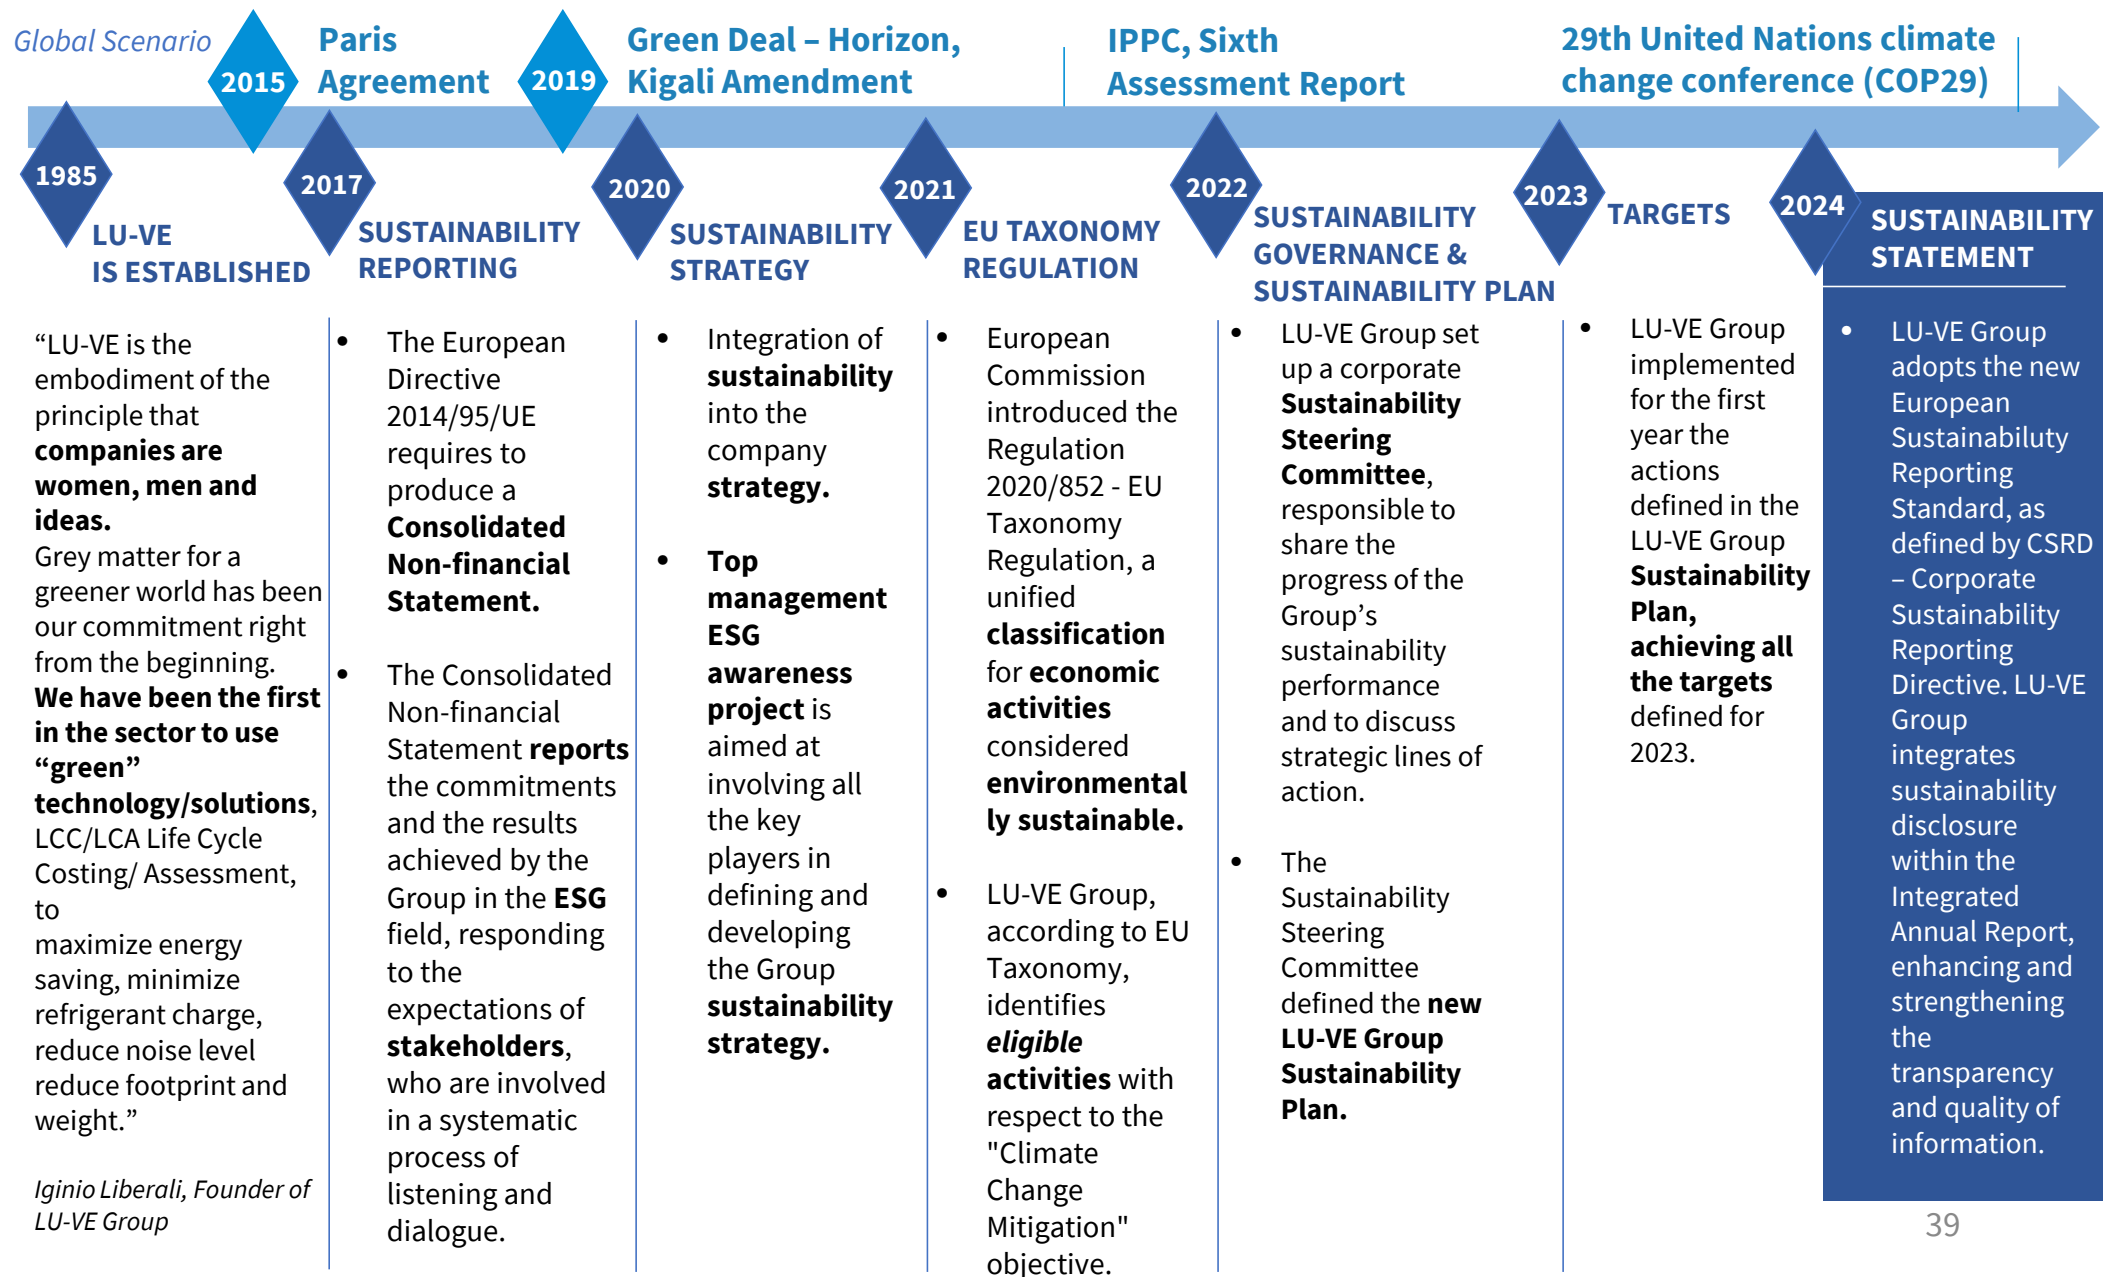 Global Scenario
2015
Paris
Agreement
2019
Green Deal – Horizon,
Kigali Amendment
IPPC, Sixth
Assessment Report
29th United Nations climate
change conference (COP29)
1985
LU-VE
IS ESTABLISHED
“LU-VE is the
embodiment of the
principle that
companies are
women, men and
ideas.
Grey matter for a
greener world has been
our commitment right
from the beginning.
We have been the first
in the sector to use
“green”
technology/solutions,
LCC/LCA Life Cycle
Costing/ Assessment,
to
maximize energy
saving, minimize
refrigerant charge,
reduce noise level
reduce footprint and
weight.”
Iginio Liberali, Founder of
LU-VE Group
2017
SUSTAINABILITY
REPORTING
• The European
Directive
2014/95/UE
requires to
produce a
Consolidated
Non-financial
Statement.
• The Consolidated
Non-financial
Statement reports
the commitments
and the results
achieved by the
Group in the ESG
field, responding
to the
expectations of
stakeholders,
who are involved
in a systematic
process of
listening and
dialogue.
2020
SUSTAINABILITY
STRATEGY
• Integration of
sustainability
into the
company
strategy.
• Top
management
ESG
awareness
project is
aimed at
involving all
the key
players in
defining and
developing
the Group
sustainability
strategy.
2021
EU TAXONOMY
REGULATION
• European
Commission
introduced the
Regulation
2020/852 - EU
Taxonomy
Regulation, a
unified
classification
for economic
activities
considered
environmental
ly sustainable.
• LU-VE Group,
according to EU
Taxonomy,
identifies
eligible
activities with
respect to the
"Climate
Change
Mitigation"
objective.
2022
SUSTAINABILITY
GOVERNANCE &
SUSTAINABILITY PLAN
• LU-VE Group set
up a corporate
Sustainability
Steering
Committee,
responsible to
share the
progress of the
Group’s
sustainability
performance
and to discuss
strategic lines of
action.
• The
Sustainability
Steering
Committee
defined the new
LU-VE Group
Sustainability
Plan.
2023
TARGETS
• LU-VE Group
implemented
for the first
year the
actions
defined in the
LU-VE Group
Sustainability
Plan,
achieving all
the targets
defined for
2023.
2024
SUSTAINABILITY
STATEMENT
• LU-VE Group
adopts the new
European
Sustainabiluty
Reporting
Standard, as
defined by CSRD
– Corporate
Sustainability
Reporting
Directive. LU-VE
Group
integrates
sustainability
disclosure
within the
Integrated
Annual Report,
enhancing and
strengthening
the
transparency
and quality of
information.
39